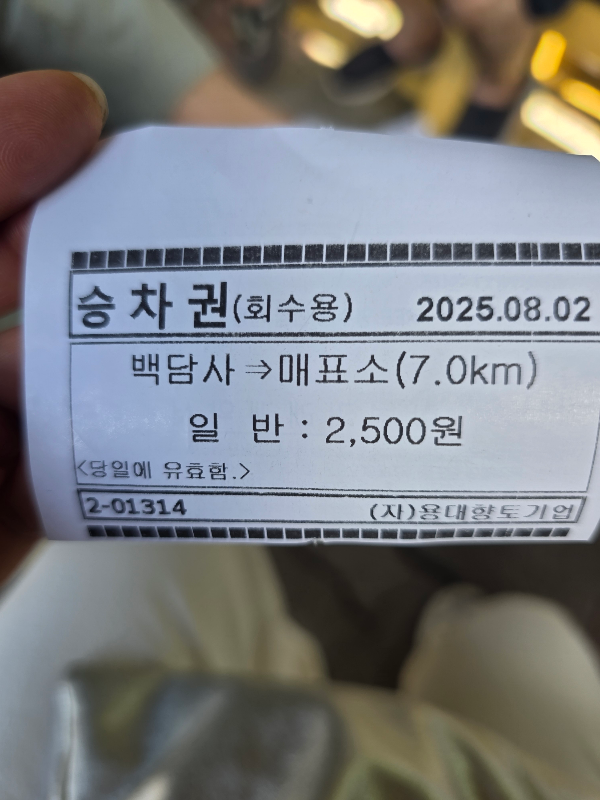 승차권(회수용) 2025.08.02
백담사⇒매표소(7.0km)
일 반 : 2,500원
<당일에 유효함.>
2-01314 (자)용대향토기업